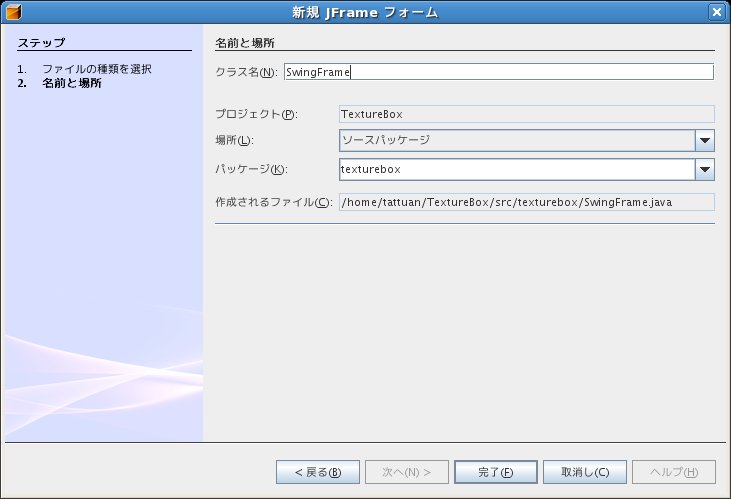 新規 JFrame フォーム
ステップ
1. ファイルの種類を選択
2. 名前と場所
名前と場所
クラス名(N): SwingFrame
プロジェクト(P): TextureBox
場所(L): ソースパッケージ
パッケージ(K): texturebox
作成されるファイル(C): /home/tattuan/TextureBox/src/texturebox/SwingFrame.java
< 戻る(B) 次へ(N) > 完了(F) 取消し(C) ヘルプ(H)